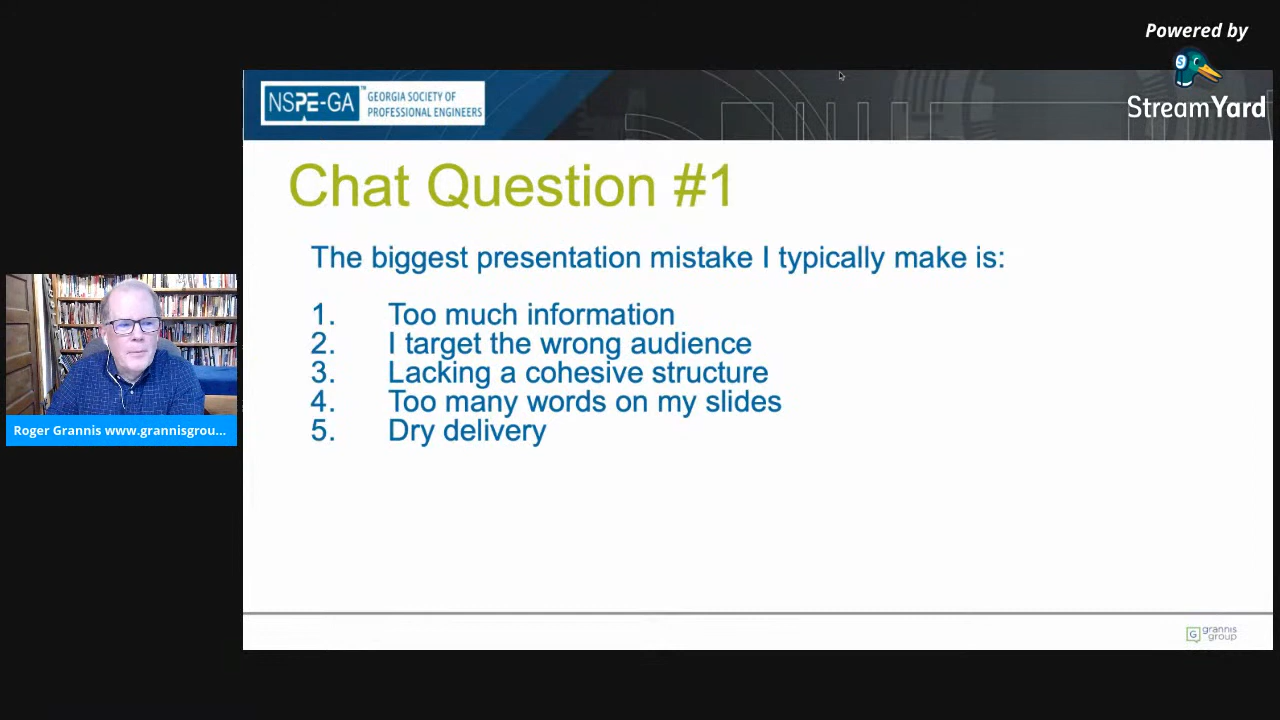 Powered by
StreamYard
NSPE-GA™ GEORGIA SOCIETY OF
PROFESSIONAL ENGINEERS
Chat Question #1
The biggest presentation mistake I typically make is:
1. Too much information
2. I target the wrong audience
3. Lacking a cohesive structure
4. Too many words on my slides
5. Dry delivery
Roger Grannis www.grannisgrou...
G grannis
group